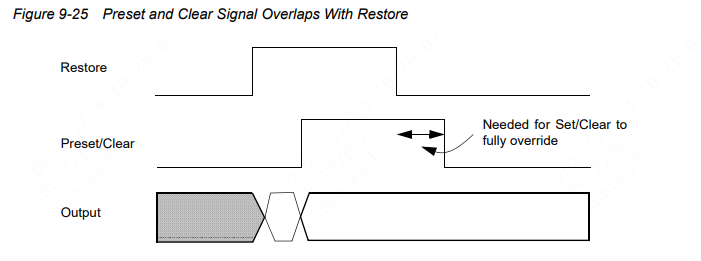 Figure 9-25 Preset and Clear Signal Overlaps With Restore
Restore
Preset/Clear
Needed for Set/Clear to
fully override
Output